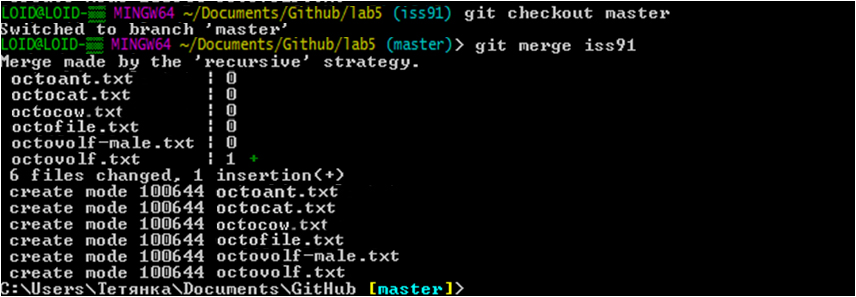 LOID@LOID-▒▒ MINGW64 ~/Documents/Github/lab5 (iss91) git checkout master
Switched to branch 'master'
LOID@LOID-▒▒ MINGW64 ~/Documents/Github/lab5 (master)> git merge iss91
Merge made by the 'recursive' strategy.
octoant.txt | 0
octocat.txt | 0
octocow.txt | 0
octofile.txt | 0
octovolf-male.txt | 0
octovolf.txt | 1 +
6 files changed, 1 insertion(+)
create mode 100644 octoant.txt
create mode 100644 octocat.txt
create mode 100644 octocow.txt
create mode 100644 octofile.txt
create mode 100644 octovolf-male.txt
create mode 100644 octovolf.txt
C:\Users\Тетянка\Documents\GitHub [master]>